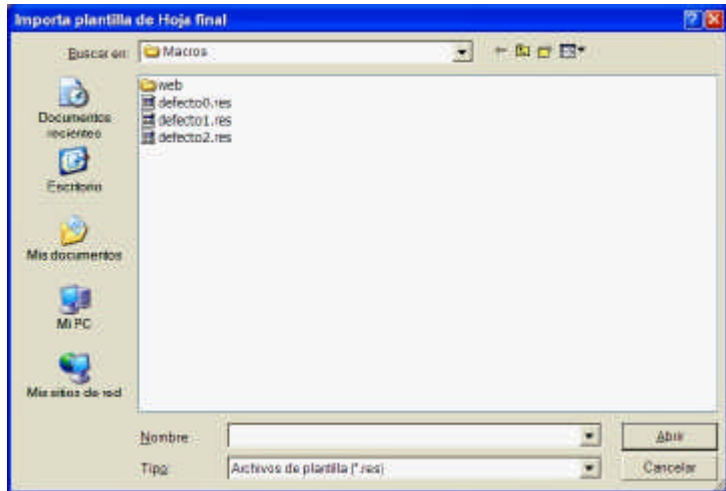 Importa plantilla de Hoja final
Buscar en:
Macros
web
defecto0.res
defecto1.res
defecto2.res
Documentos
recientes
Escritorio
Mis documentos
Mi PC
Mis sitios de red
Nombre
Abrir
Tipo
Archivos de plantilla (*.res)
Cancelar